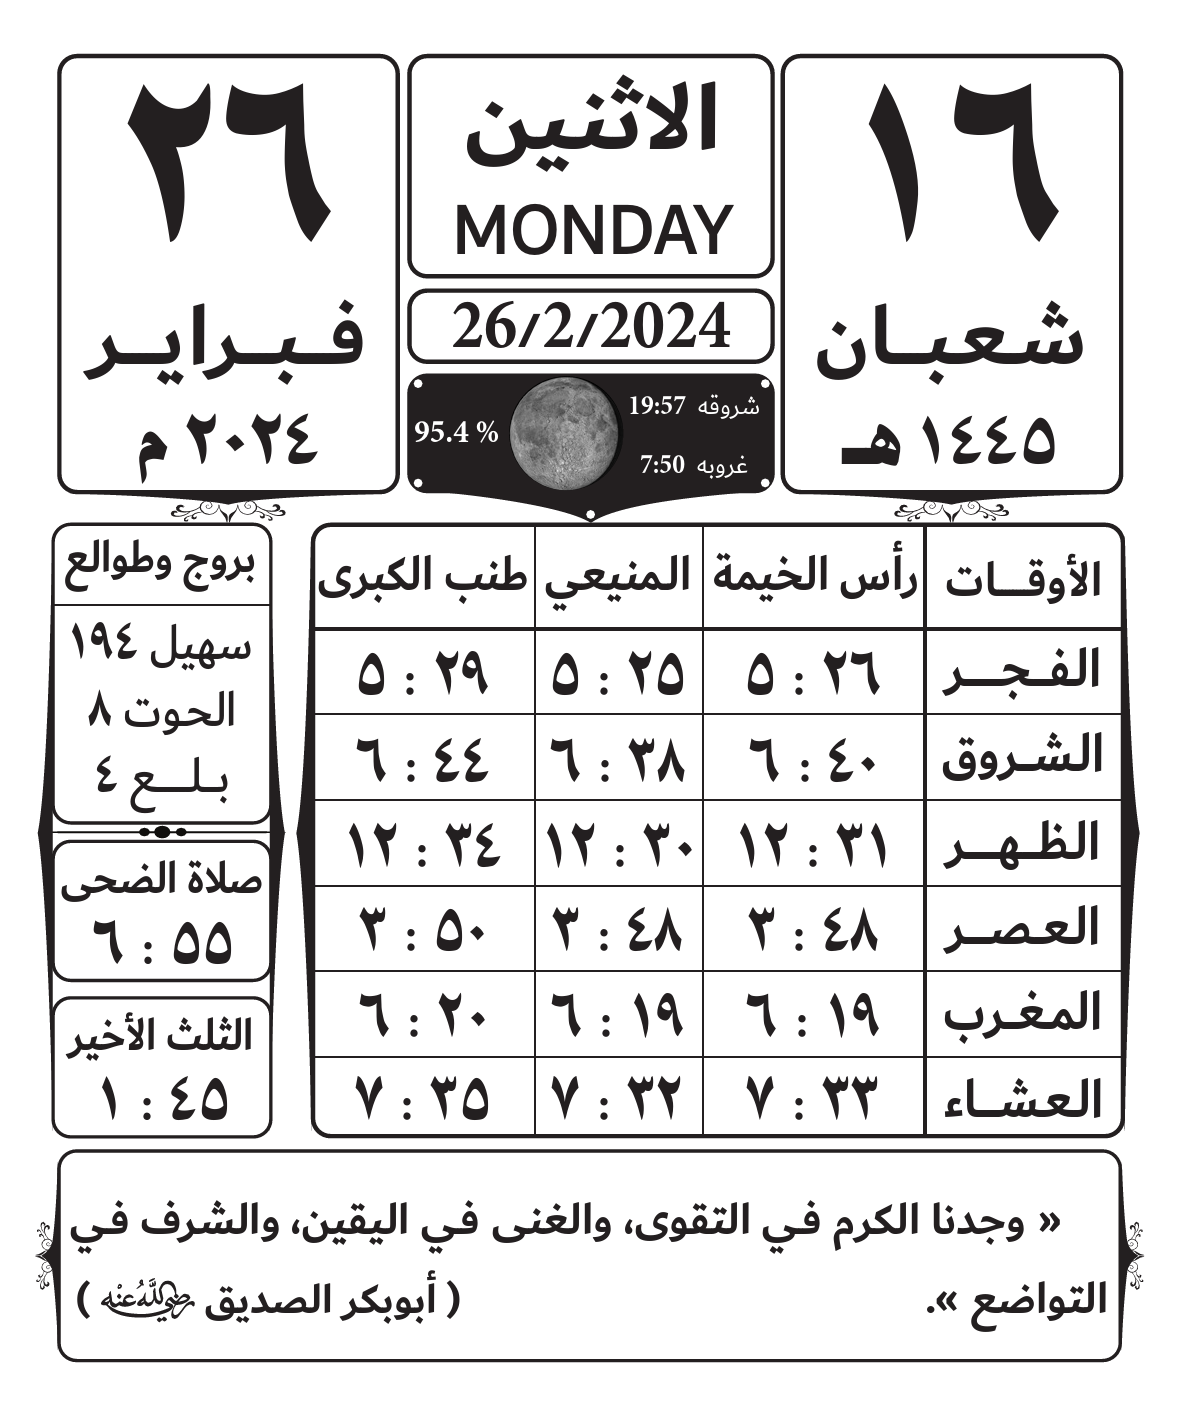 ١٦
شعبان
١٤٤٥ هـ
الاثنين
MONDAY
26/2/2024
شروقه 19:57
غروبه 7:50
95.4 %
٢٦
فبراير
٢٠٢٤ م
الأوقات رأس الخيمة المنيعي طنب الكبرى
الفجر ٢٦ : ٥ ٢٥ : ٥ ٢٩ : ٥
الشروق ٤٠ : ٦ ٣٨ : ٦ ٤٤ : ٦
الظهر ٣١ : ١٢ ٣٠ : ١٢ ٣٤ : ١٢
العصر ٤٨ : ٣ ٤٨ : ٣ ٥٠ : ٣
المغرب ١٩ : ٦ ١٩ : ٦ ٢٠ : ٦
العشاء ٣٣ : ٧ ٣٢ : ٧ ٣٥ : ٧
بروج وطوالع
سهيل ١٩٤
الحوت ٨
بلع ٤
صلاة الضحى
٥٥ : ٦
الثلث الأخير
٤٥ : ١
« وجدنا الكرم في التقوى، والغنى في اليقين، والشرف في
التواضع ». ( أبوبكر الصديق رضي الله عنه )